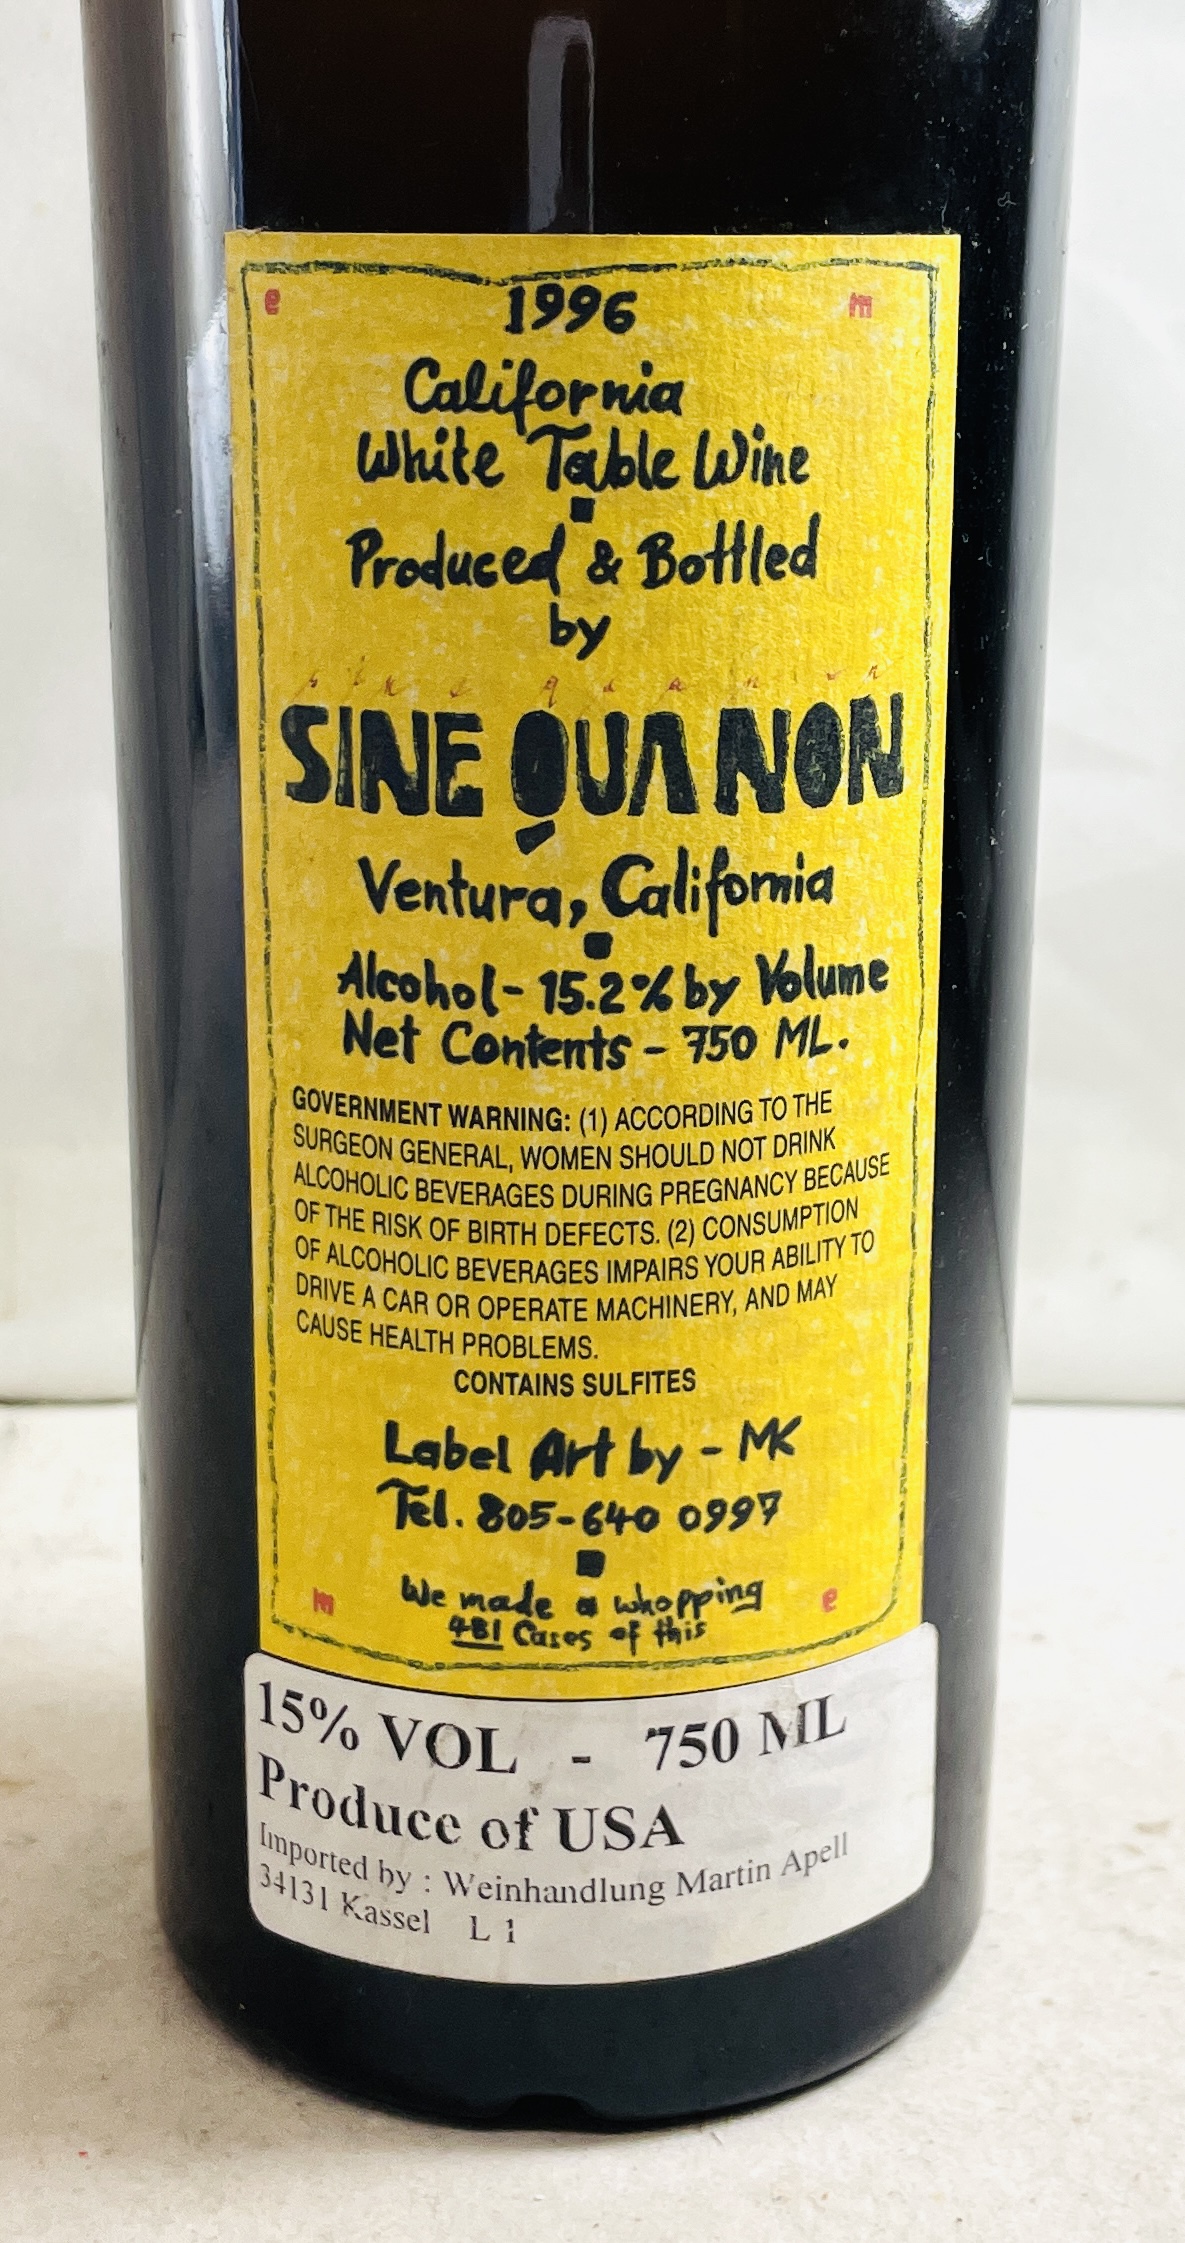 e m
1996
California
White Table Wine
Produced & Bottled
by
sine qua non
SINE QUA NON
Ventura, California
Alcohol - 15.2% by Volume
Net Contents - 750 ML.
GOVERNMENT WARNING: (1) ACCORDING TO THE
SURGEON GENERAL, WOMEN SHOULD NOT DRINK
ALCOHOLIC BEVERAGES DURING PREGNANCY BECAUSE
OF THE RISK OF BIRTH DEFECTS. (2) CONSUMPTION
OF ALCOHOLIC BEVERAGES IMPAIRS YOUR ABILITY TO
DRIVE A CAR OR OPERATE MACHINERY, AND MAY
CAUSE HEALTH PROBLEMS.
CONTAINS SULFITES
Label Art by - MK
Tel. 805-640 0997
We made a whopping
m e
481 Cases of this
15% VOL - 750 ML
Produce of USA
Imported by : Weinhandlung Martin Apell
34131 Kassel L 1